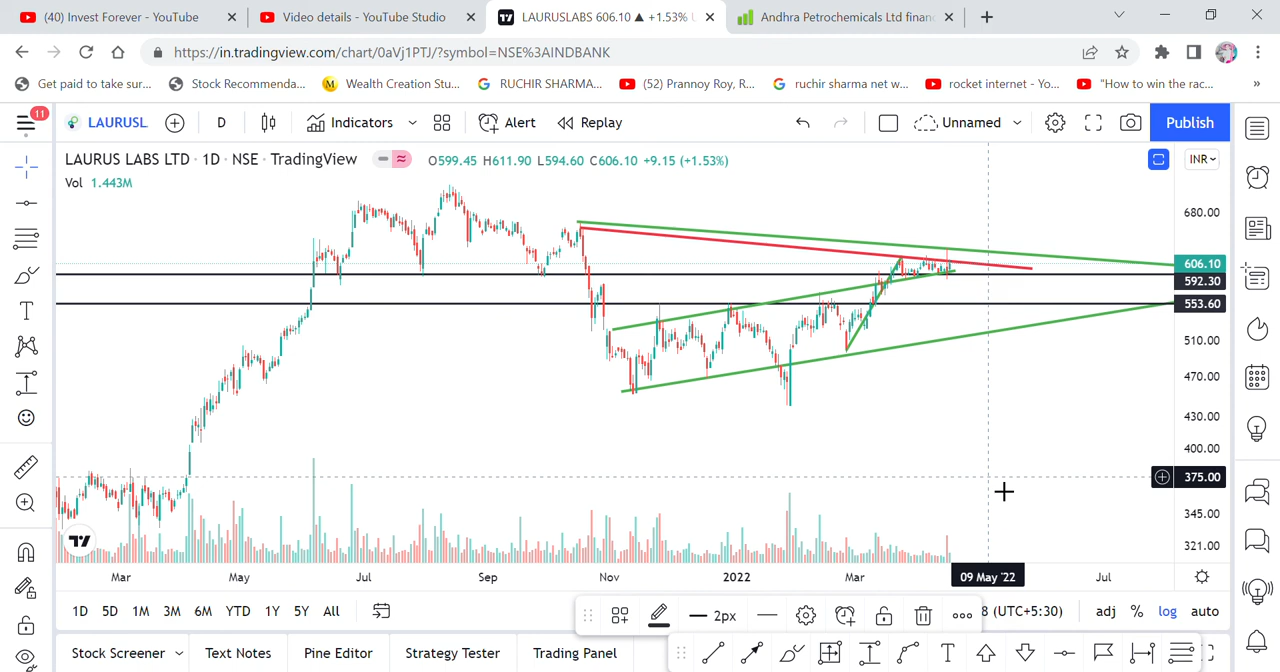 (40) Invest Forever - YouTube
Video details - YouTube Studio
LAURUSLABS 606.10 ▲ +1.53%
Andhra Petrochemicals Ltd finan
https://in.tradingview.com/chart/0aVj1PTJ/?symbol=NSE%3AINDBANK
Get paid to take sur...
Stock Recommenda...
M Wealth Creation Stu...
RUCHIR SHARMA...
(52) Prannoy Roy, R...
ruchir sharma net w...
rocket internet - Yo...
"How to win the rac...
»
11
LAURUSL
D
Indicators
Alert
Replay
Unnamed
Publish
LAURUS LABS LTD · 1D · NSE · TradingView
O599.45 H611.90 L594.60 C606.10 +9.15 (+1.53%)
INR
Vol 1.443M
680.00
606.10
592.30
553.60
510.00
470.00
430.00
400.00
375.00
345.00
321.00
Mar
May
Jul
Sep
Nov
2022
Mar
09 May '22
Jul
1D 5D 1M 3M 6M YTD 1Y 5Y All
2px
8 (UTC+5:30)
adj % log auto
Stock Screener
Text Notes
Pine Editor
Strategy Tester
Trading Panel